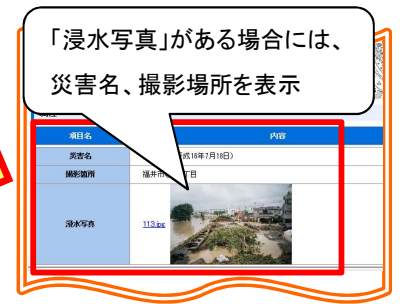 「浸水写真」がある場合には、
災害名、撮影場所を表示
項目名 内容
災害名 成16年7月18日)
撮影箇所 福井市 丁目
浸水写真 113.jpg